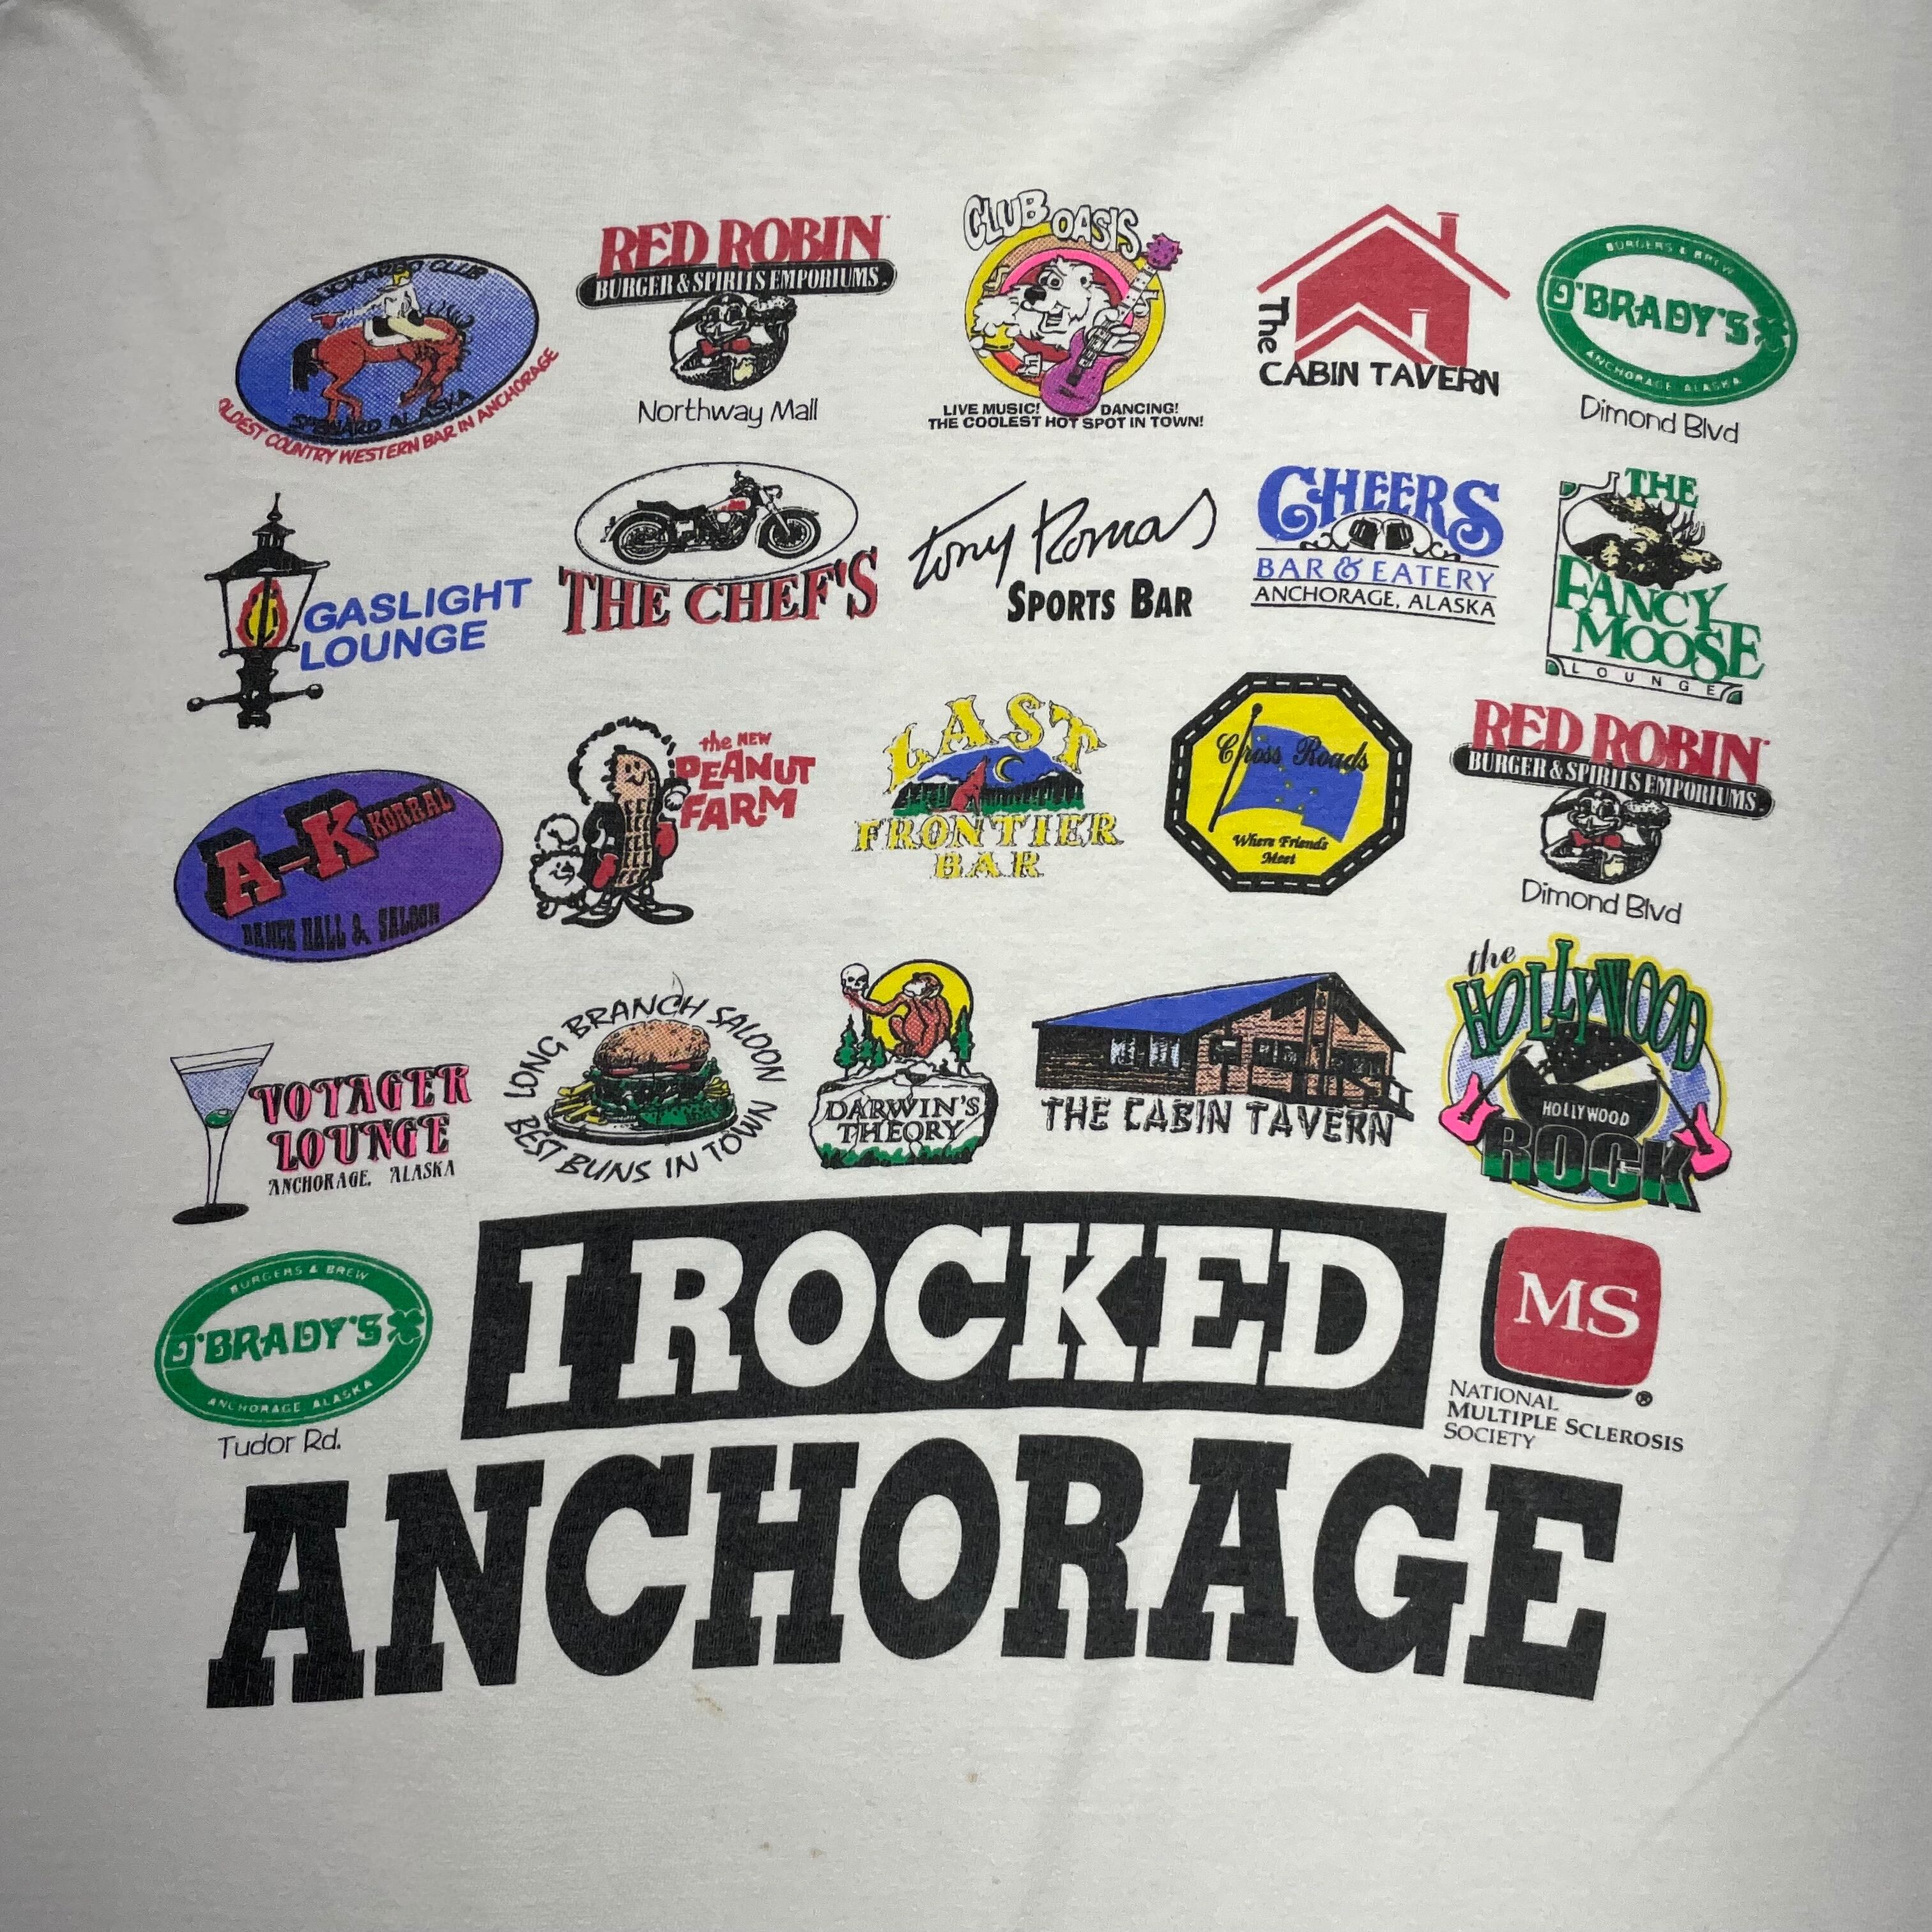 BUCKAROO CLUB
SPENARD ALASKA
OLDEST COUNTRY WESTERN BAR IN ANCHORAGE
RED ROBIN
BURGER & SPIRITS EMPORIUMS.
Northway Mall
CLUB OASIS
LIVE MUSIC! DANCING!
THE COOLEST HOT SPOT IN TOWN!
The
CABIN TAVERN
BURGERS & BREW
O'BRADY'S
ANCHORAGE, ALASKA
Dimond Blvd
GASLIGHT
LOUNGE
THE CHEF'S
Tony Romas
SPORTS BAR
CHEERS
BAR & EATERY
ANCHORAGE, ALASKA
THE
FANCY
MOOSE
LOUNGE
A-K KORRAL
DANCE HALL & SALOON
the NEW
PEANUT
FARM
LAST
FRONTIER
BAR
Cross Roads
Where Friends
Meet
RED ROBIN
BURGER & SPIRITS EMPORIUMS.
Dimond Blvd
VOYAGER
LOUNGE
ANCHORAGE, ALASKA
LONG BRANCH SALOON
BEST BUNS IN TOWN
DARWIN'S
THEORY
THE CABIN TAVERN
the
HOLLYWOOD
HOLLYWOOD
ROCK
BURGERS & BREW
O'BRADY'S
ANCHORAGE, ALASKA
Tudor Rd.
I ROCKED
ANCHORAGE
MS
®
NATIONAL
MULTIPLE SCLEROSIS
SOCIETY